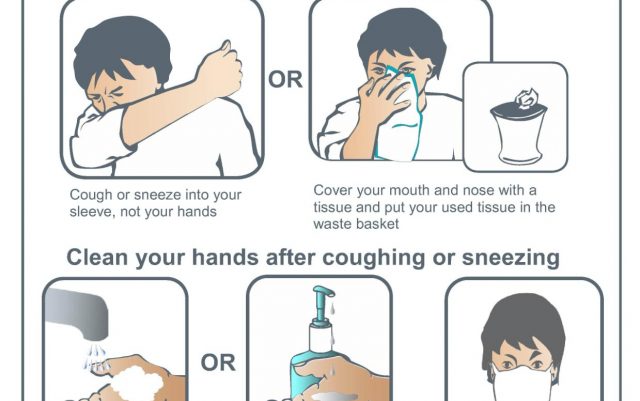 OR
Cough or sneeze into your
sleeve, not your hands
Cover your mouth and nose with a
tissue and put your used tissue in the
waste basket
Clean your hands after coughing or sneezing
OR